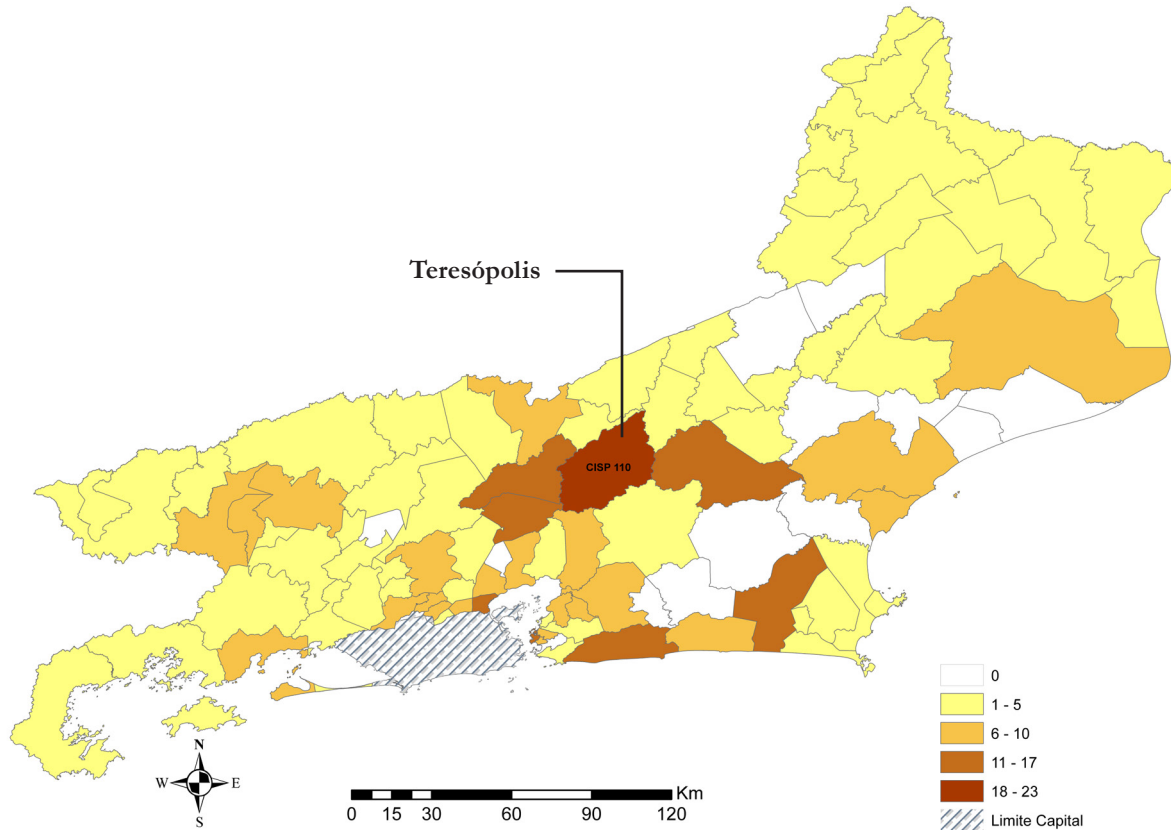 Teresópolis
CISP 110
0
1 - 5
6 - 10
11 - 17
18 - 23
Limite Capital
N
W E
S
Km
0 15 30 60 90 120